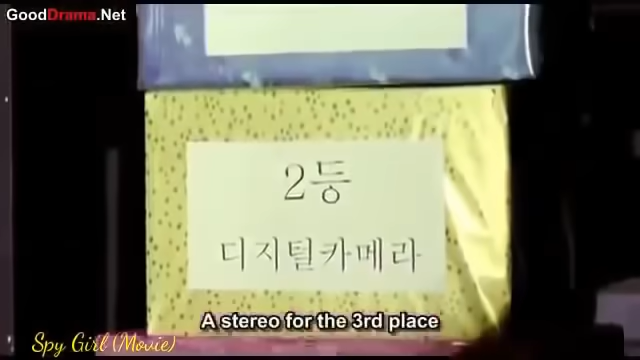 GoodDrama.Net
2등
디지털카메라
A stereo for the 3rd place
Spy Girl (Movie)